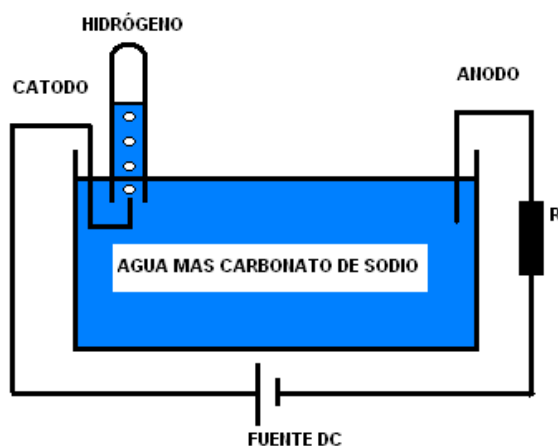 HIDRÓGENO
CATODO
ANODO
R
AGUA MAS CARBONATO DE SODIO
FUENTE DC